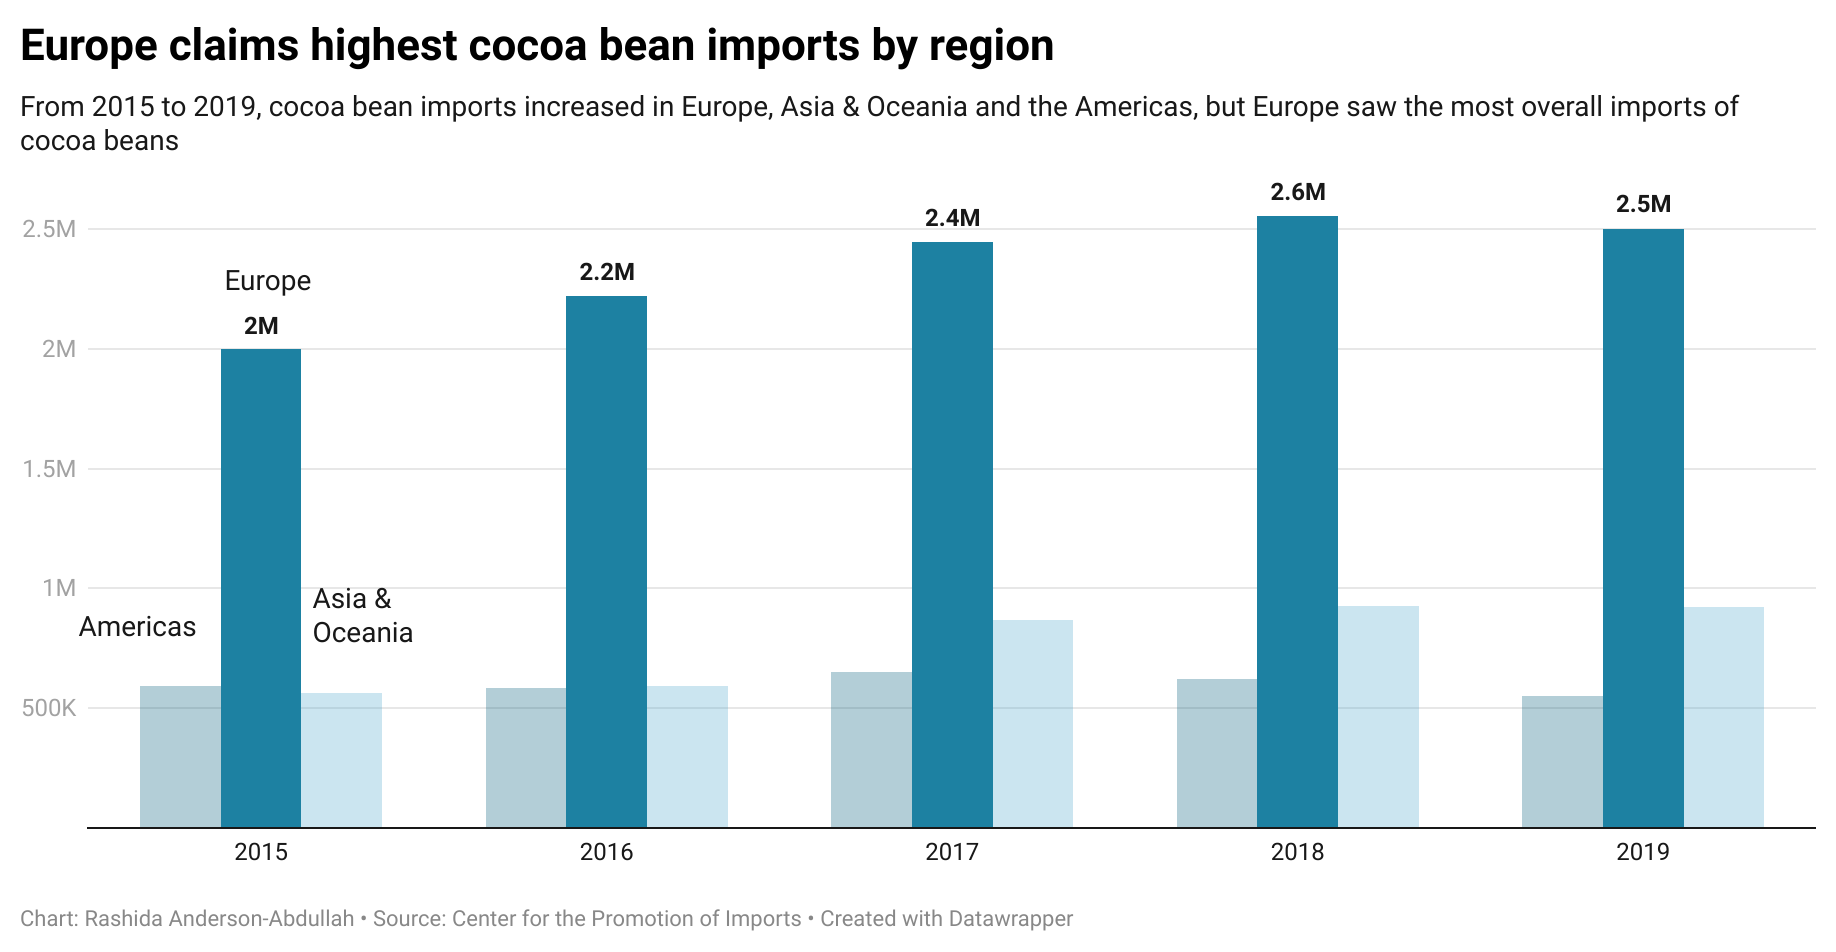 Europe claims highest cocoa bean imports by region
From 2015 to 2019, cocoa bean imports increased in Europe, Asia & Oceania and the Americas, but Europe saw the most overall imports of
cocoa beans
2.5M
2M
1.5M
1M
500K
Europe
2M
2.2M
2.4M
2.6M
2.5M
Americas
Asia &
Oceania
2015
2016
2017
2018
2019
Chart: Rashida Anderson-Abdullah • Source: Center for the Promotion of Imports • Created with Datawrapper